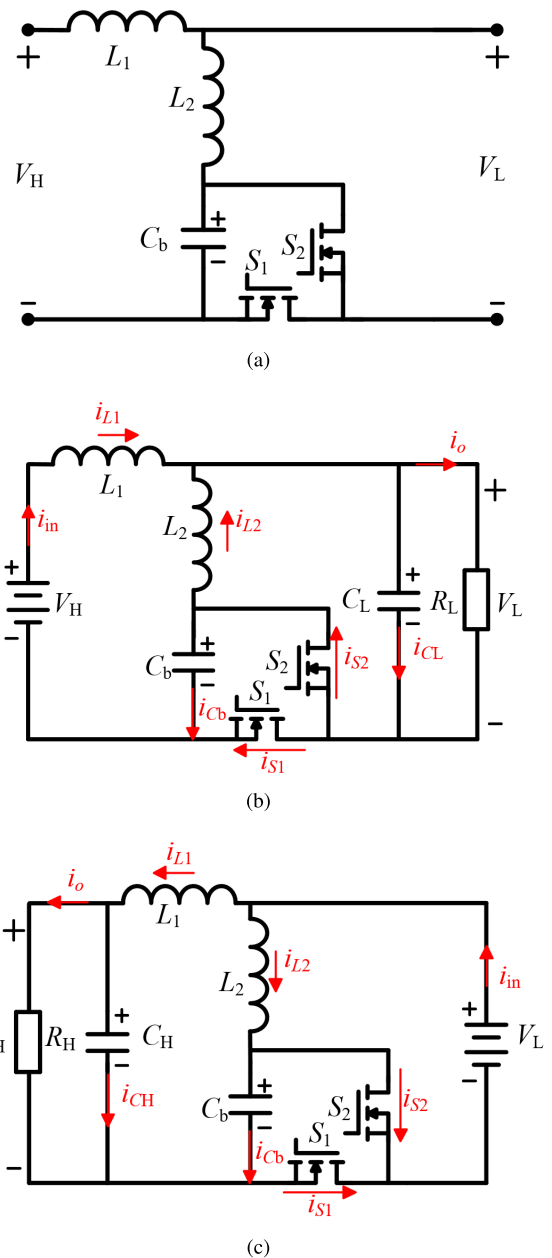 L1
+ +
L2
VH VL
Cb + − S1 S2
− −
(a)
iL1
io
L1 +
iin L2 iL2
+ VH − CL + − RL VL
Cb + − S2 iS2 iCL
iCb S1
−
iS1
(b)
iL1
io
L1
+
L2 iL2 iin
H RH + CH − + VL −
Cb + − S2 iS2
iCH
iCb S1
−
iS1
(c)